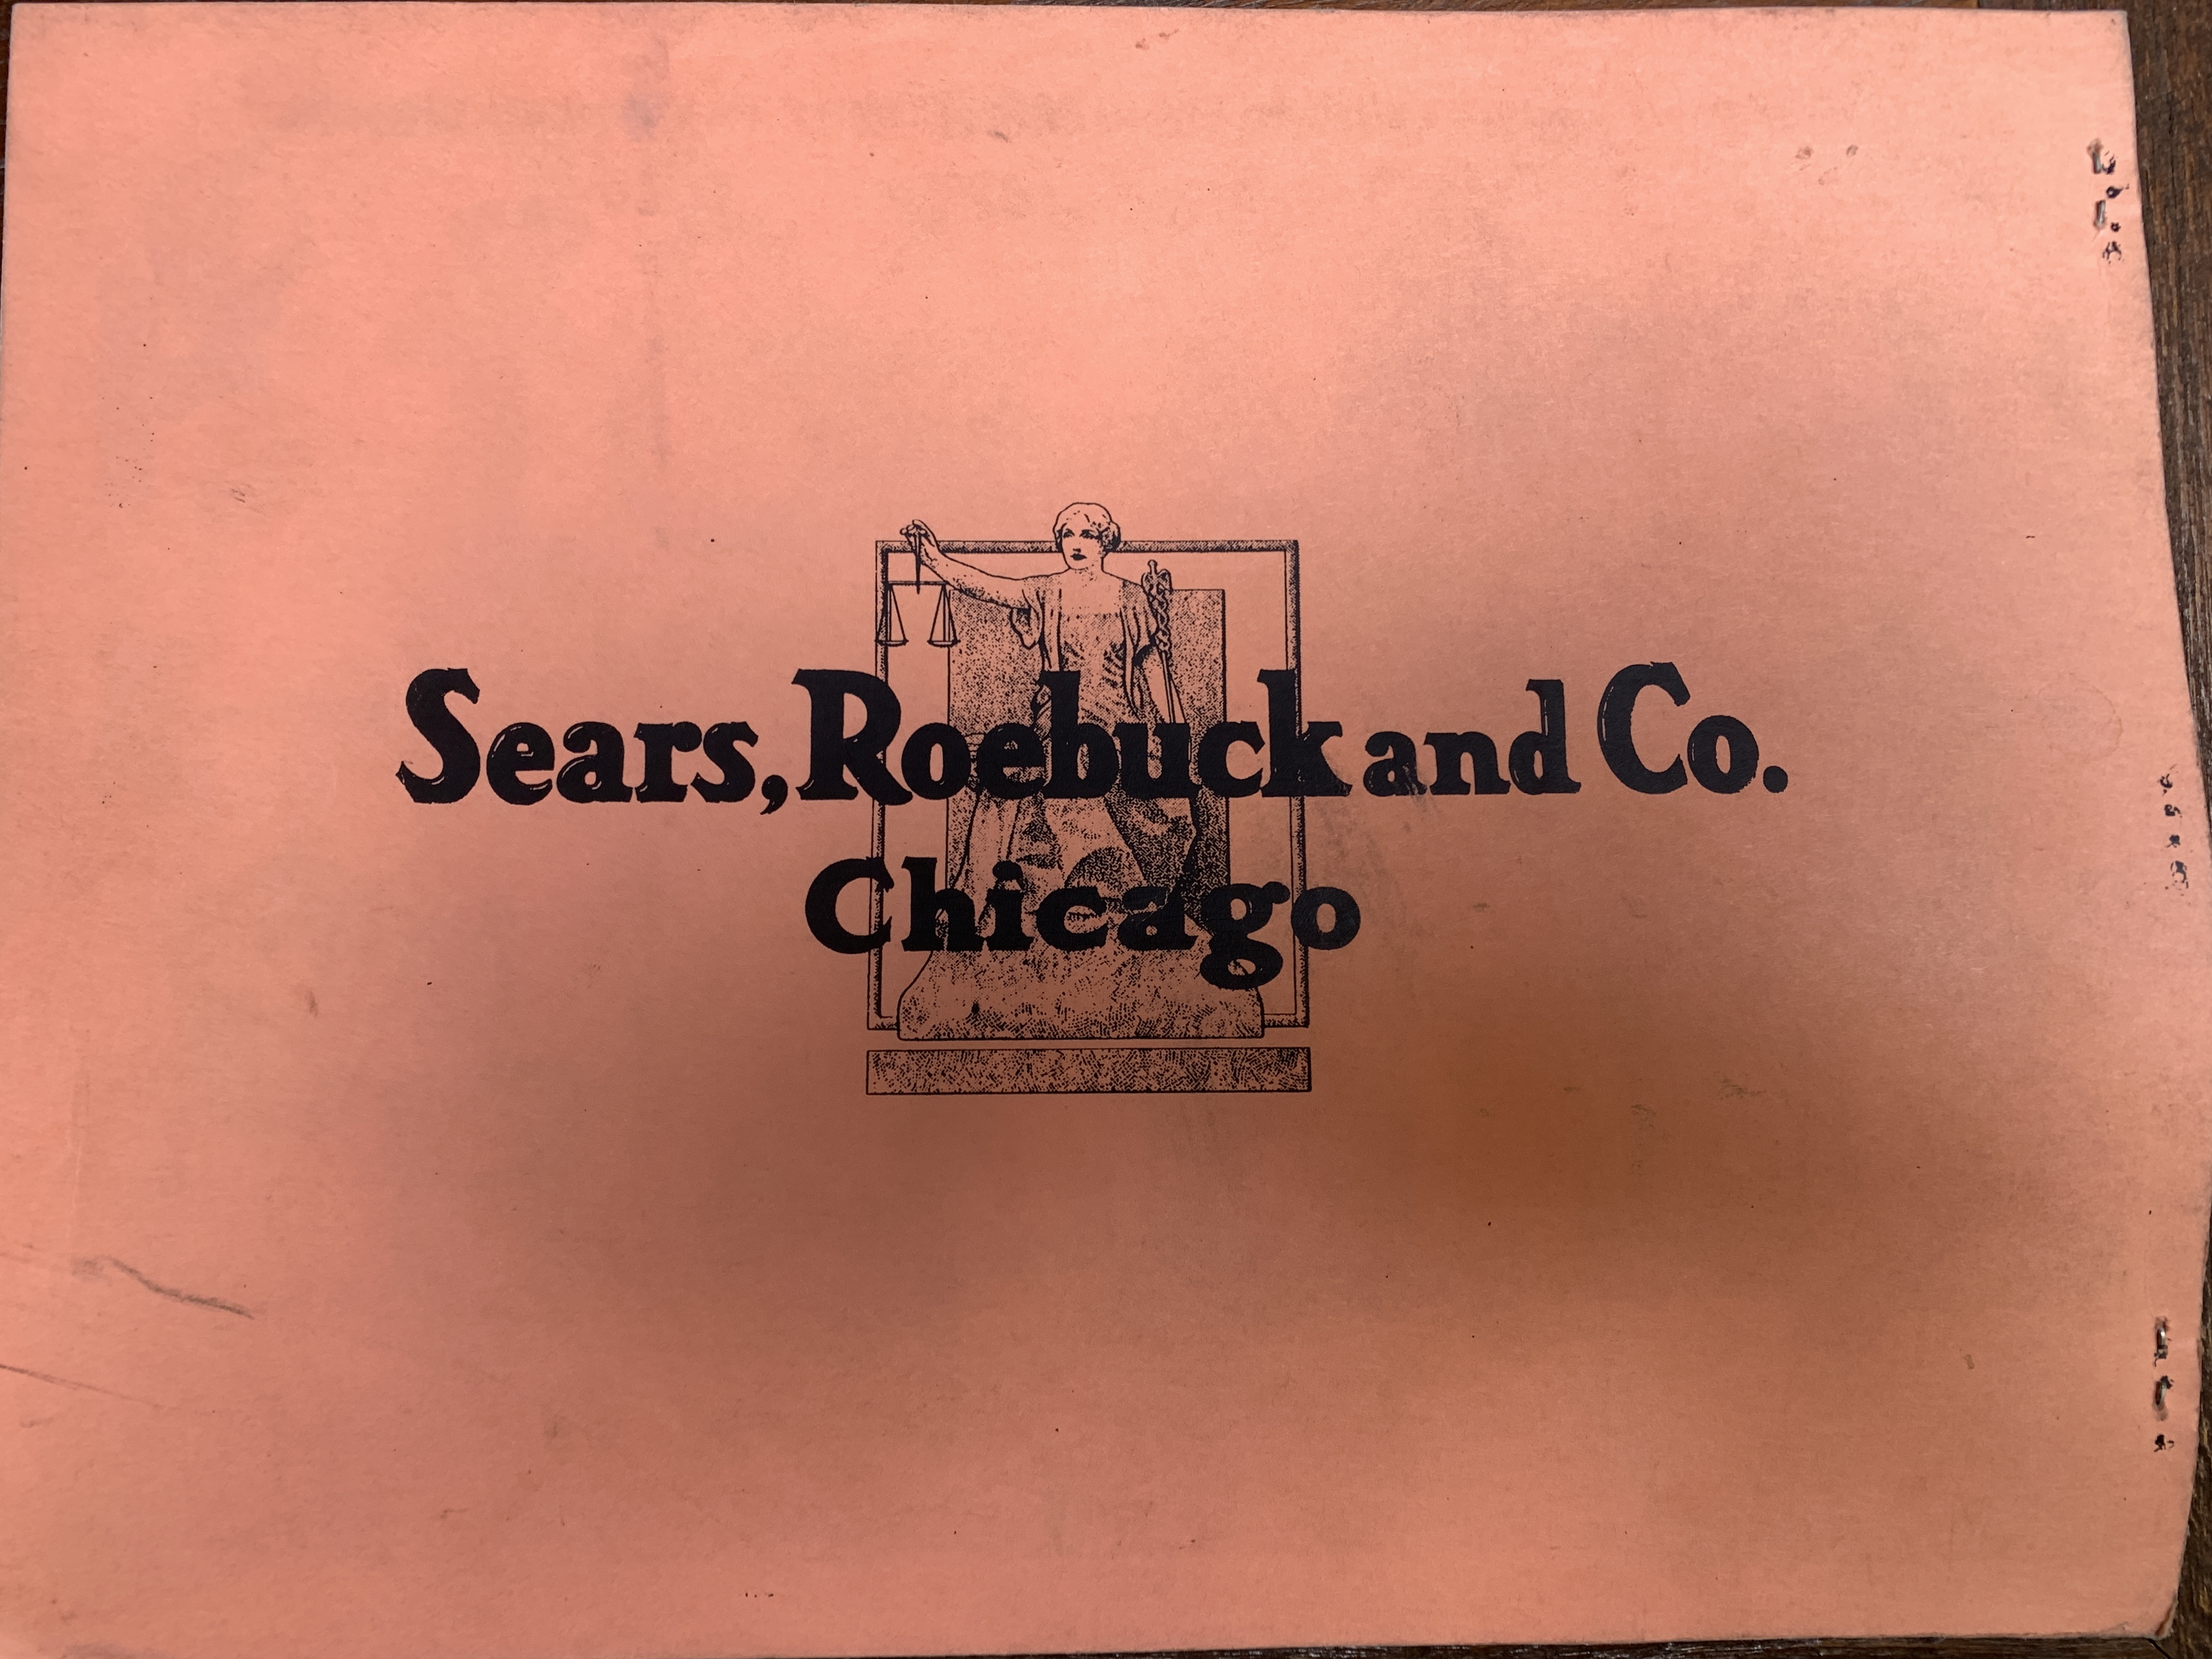 Sears, Roebuck and Co.
Chicago